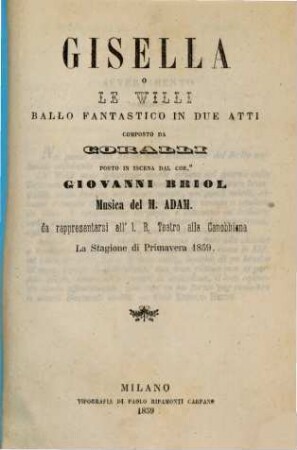 GISELLA
O
LE WILLI
BALLO FANTASTICO IN DUE ATTI
COMPOSTO DA
CORALLI
POSTO IN ISCENA DAL COR.°
GIOVANNI BRIOL
Musica del M. ADAM.
da rappresentarsi all' I. R. Teatro alla Canobbiana
La Stagione di Primavera 1859.
MILANO
TIPOGRAFIA DI PAOLO RIPAMONTI CARPANO
1859